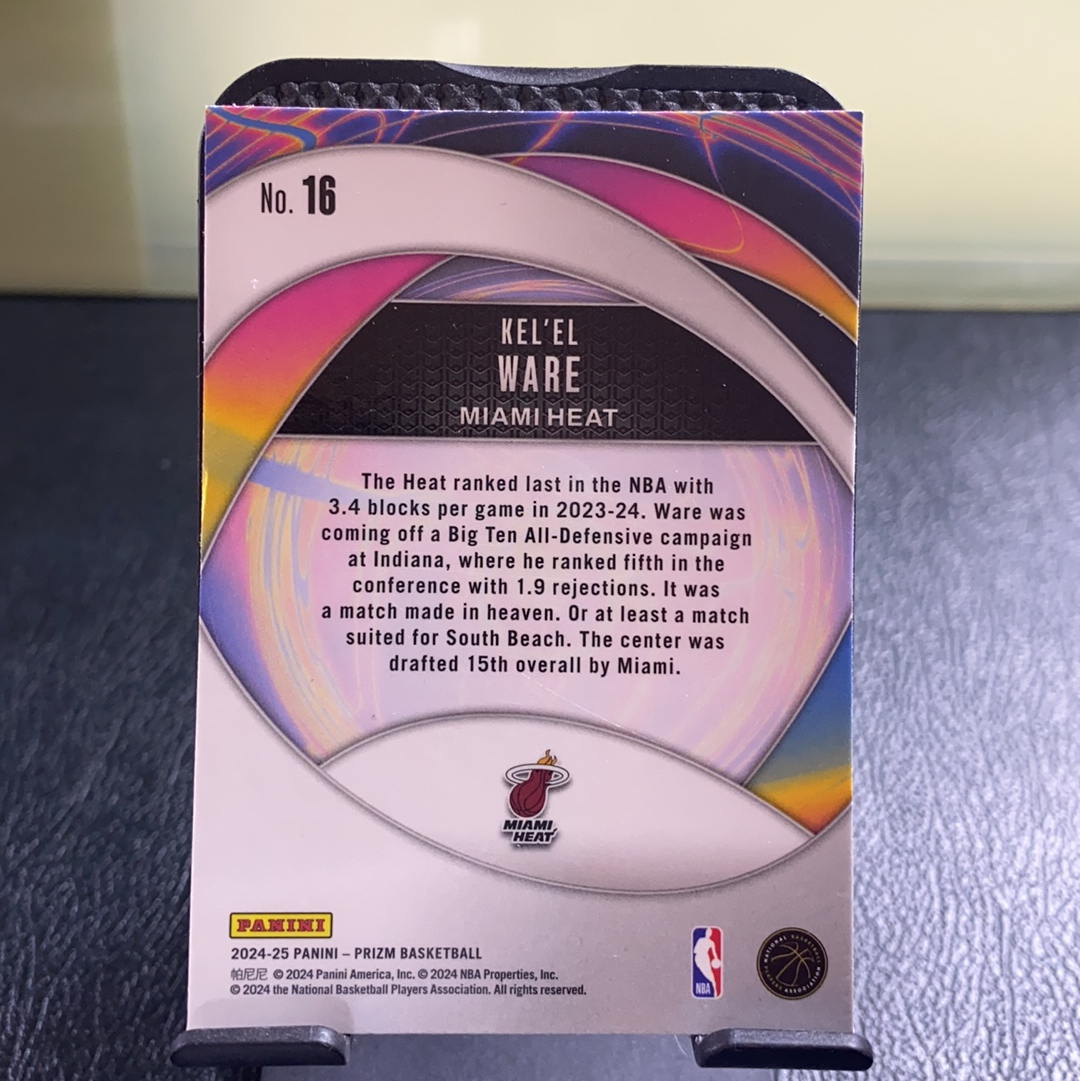 No. 16
KEL'EL
WARE
MIAMI HEAT
The Heat ranked last in the NBA with
3.4 blocks per game in 2023-24. Ware was
coming off a Big Ten All-Defensive campaign
at Indiana, where he ranked fifth in the
conference with 1.9 rejections. It was
a match made in heaven. Or at least a match
suited for South Beach. The center was
drafted 15th overall by Miami.
MIAMI
HEAT
PANINI
2024-25 PANINI – PRIZM BASKETBALL
帕尼尼 © 2024 Panini America, Inc. © 2024 NBA Properties, Inc.
© 2024 the National Basketball Players Association. All rights reserved.
NBA
NATIONAL BASKETBALL
PLAYERS ASSOCIATION